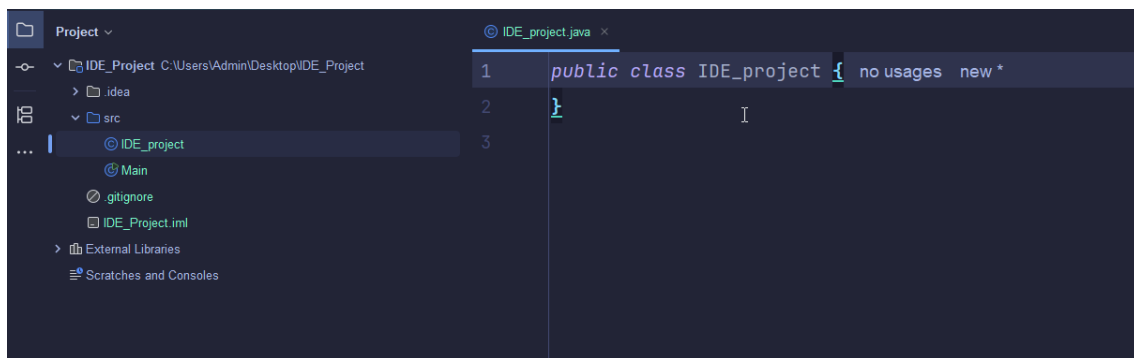 Project
IDE_Project C:\Users\Admin\Desktop\IDE_Project
.idea
src
IDE_project
Main
.gitignore
IDE_Project.iml
External Libraries
Scratches and Consoles
IDE_project.java
1 public class IDE_project { no usages new *
2 }
3